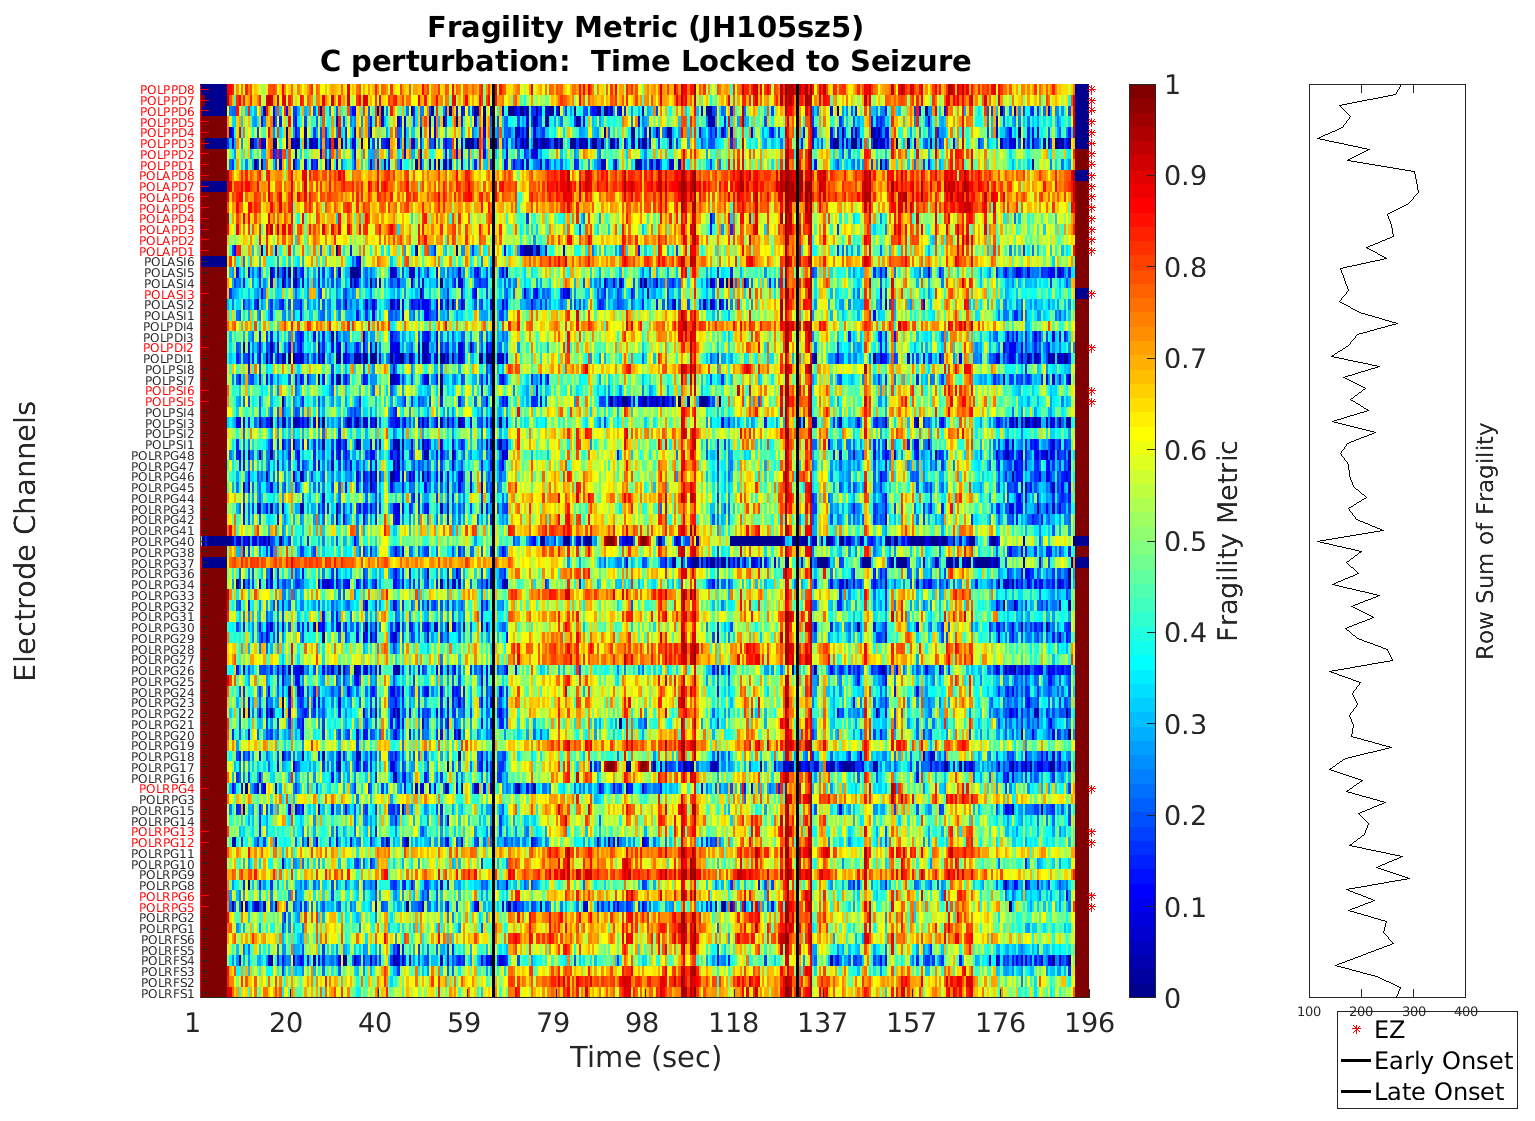 Fragility Metric (JH105sz5)
C perturbation:  Time Locked to Seizure
Electrode Channels
POLPPD8
POLPPD7
POLPPD6
POLPPD5
POLPPD4
POLPPD3
POLPPD2
POLPPD1
POLAPD8
POLAPD7
POLAPD6
POLAPD5
POLAPD4
POLAPD3
POLAPD2
POLAPD1
POLASI6
POLASI5
POLASI4
POLASI3
POLASI2
POLASI1
POLPDI4
POLPDI3
POLPDI2
POLPDI1
POLPSI8
POLPSI7
POLPSI6
POLPSI5
POLPSI4
POLPSI3
POLPSI2
POLPSI1
POLRPG48
POLRPG47
POLRPG46
POLRPG45
POLRPG44
POLRPG43
POLRPG42
POLRPG41
POLRPG40
POLRPG38
POLRPG37
POLRPG36
POLRPG34
POLRPG33
POLRPG32
POLRPG31
POLRPG30
POLRPG29
POLRPG28
POLRPG27
POLRPG26
POLRPG25
POLRPG24
POLRPG23
POLRPG22
POLRPG21
POLRPG20
POLRPG19
POLRPG18
POLRPG17
POLRPG16
POLRPG4
POLRPG3
POLRPG15
POLRPG14
POLRPG13
POLRPG12
POLRPG11
POLRPG10
POLRPG9
POLRPG8
POLRPG6
POLRPG5
POLRPG2
POLRPG1
POLRFS6
POLRFS5
POLRFS4
POLRFS3
POLRFS2
POLRFS1
1 20 40 59 79 98 118 137 157 176 196
Time (sec)
1
0.9
0.8
0.7
0.6
0.5
0.4
0.3
0.2
0.1
0
Fragility Metric
100 200 300 400
Row Sum of Fragility
EZ
Early Onset
Late Onset